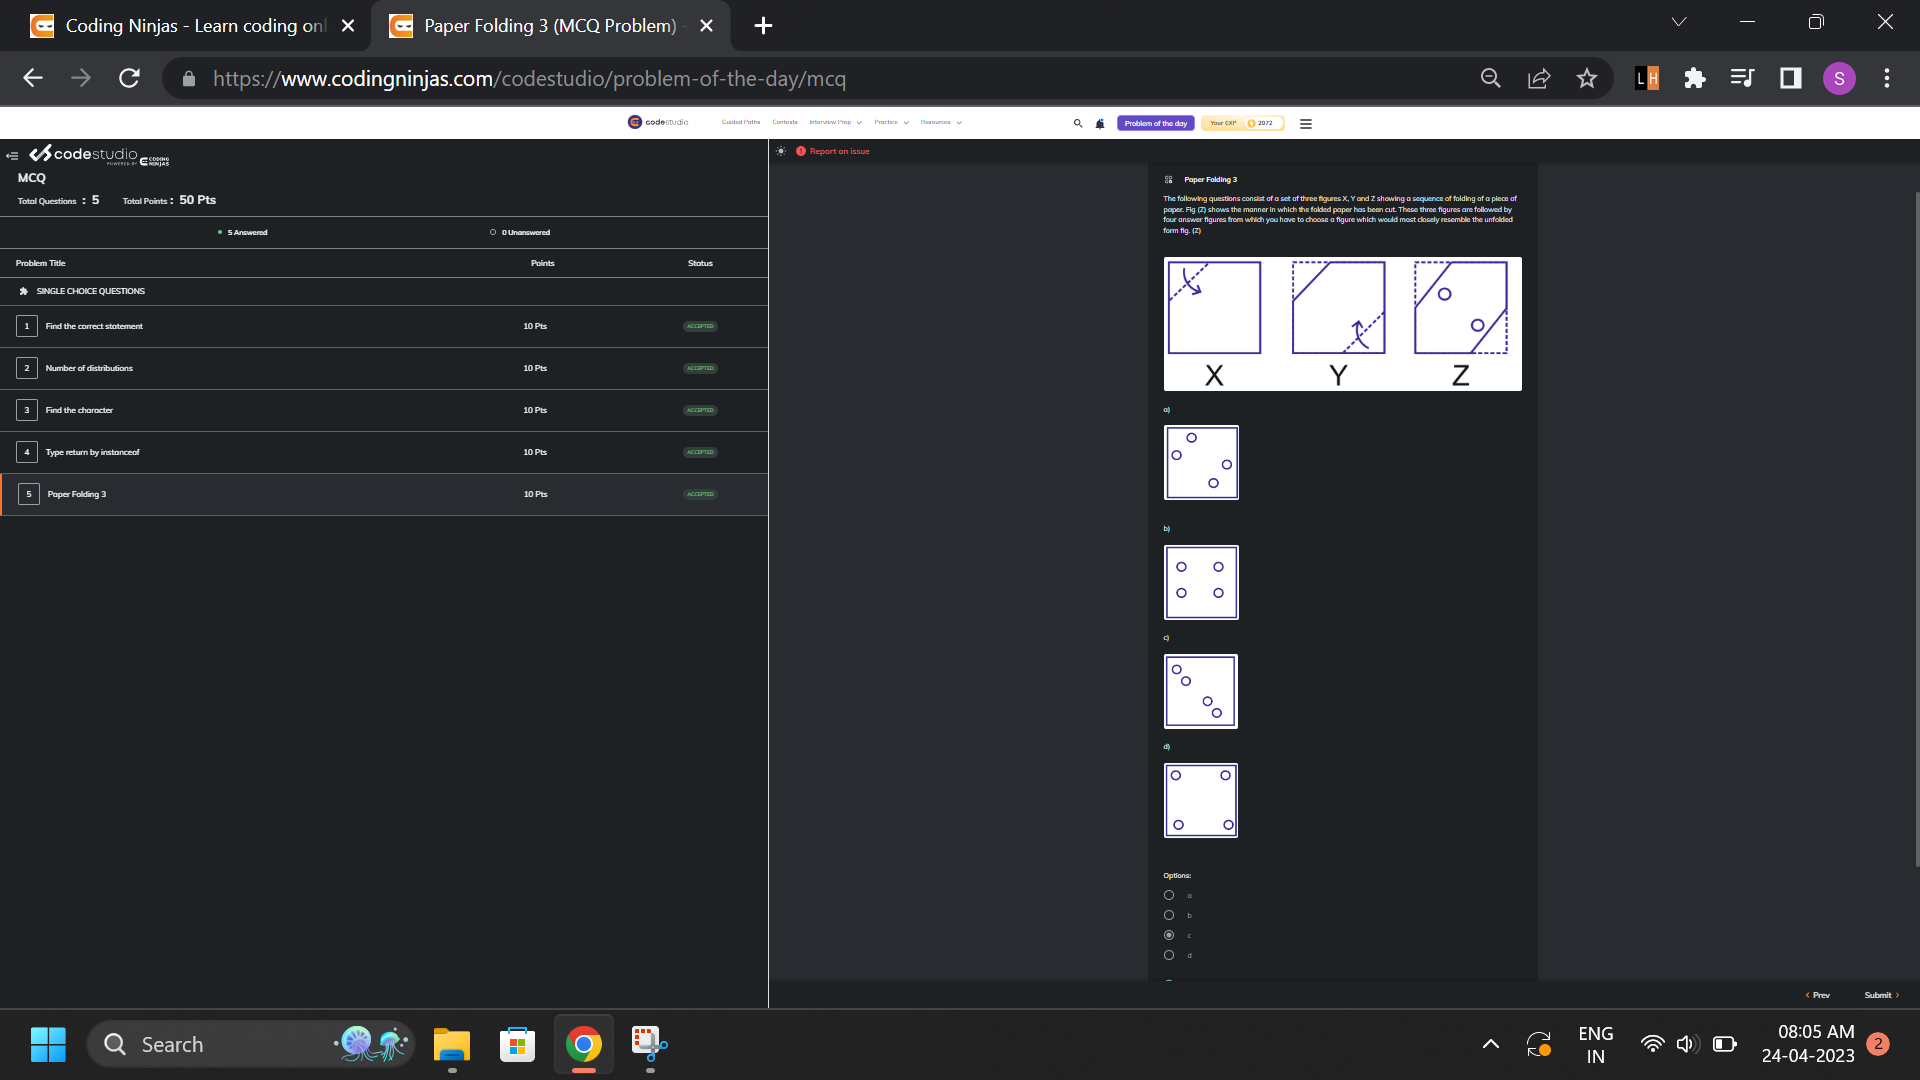 Coding Ninjas - Learn coding onl
Paper Folding 3 (MCQ Problem) -
https://www.codingninjas.com/codestudio/problem-of-the-day/mcq
LH
S
codestudio
Guided Paths
Contests
Interview Prep
Practice
Resources
Problem of the day
Your EXP
2072
codestudio
POWERED BY
CODING NINJAS
Report an issue
MCQ
Total Questions : 5
Total Points : 50 Pts
5 Answered
0 Unanswered
Problem Title
Points
Status
SINGLE CHOICE QUESTIONS
1 Find the correct statement 10 Pts ACCEPTED
2 Number of distributions 10 Pts ACCEPTED
3 Find the character 10 Pts ACCEPTED
4 Type return by instanceof 10 Pts ACCEPTED
5 Paper Folding 3 10 Pts ACCEPTED
Paper Folding 3
The following questions consist of a set of three figures X, Y and Z showing a sequence of folding of a piece of
paper. Fig (Z) shows the manner in which the folded paper has been cut. These three figures are followed by
four answer figures from which you have to choose a figure which would most closely resemble the unfolded
form fig. (Z)
X Y Z
a)
b)
c)
d)
Options:
a
b
c
d
Prev
Submit
Search
ENG
IN
08:05 AM
24-04-2023
2